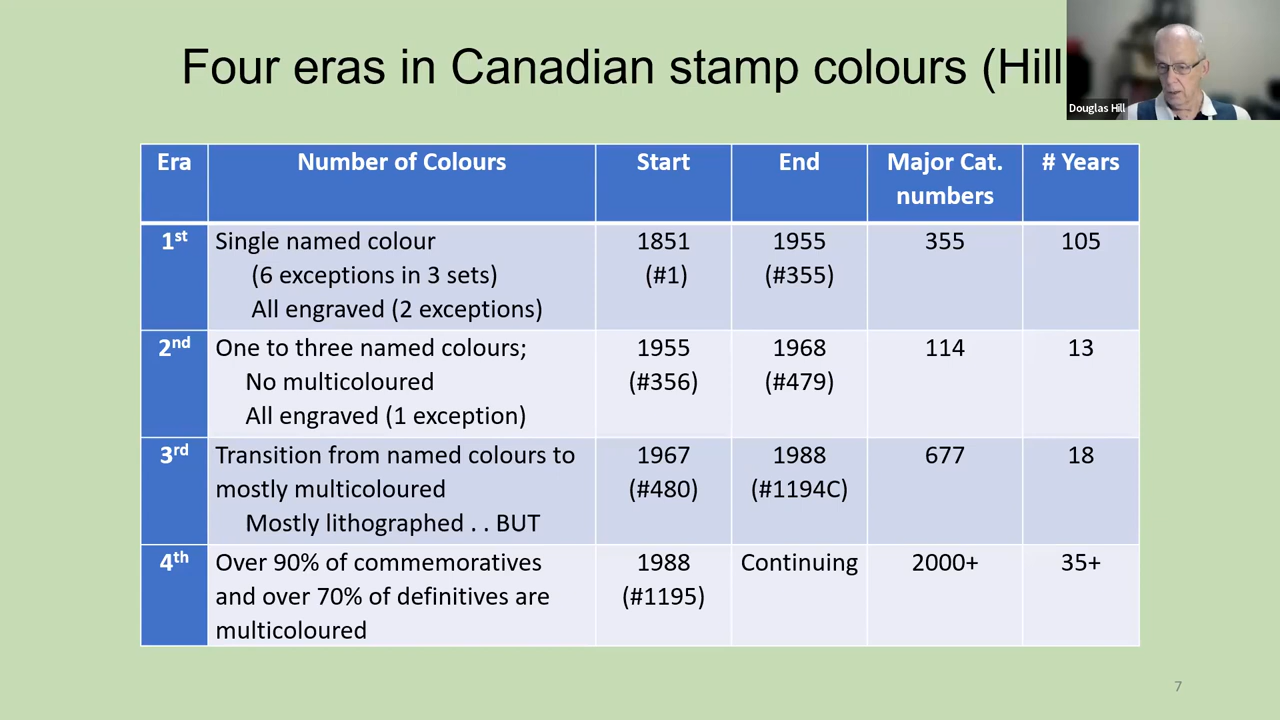 Four eras in Canadian stamp colours (Hill
Douglas Hill
Era Number of Colours Start End Major Cat. # Years
numbers
1st Single named colour 1851 1955 355 105
(6 exceptions in 3 sets) (#1) (#355)
All engraved (2 exceptions)
2nd One to three named colours; 1955 1968 114 13
No multicoloured (#356) (#479)
All engraved (1 exception)
3rd Transition from named colours to 1967 1988 677 18
mostly multicoloured (#480) (#1194C)
Mostly lithographed . . BUT
4th Over 90% of commemoratives 1988 Continuing 2000+ 35+
and over 70% of definitives are (#1195)
multicoloured
7